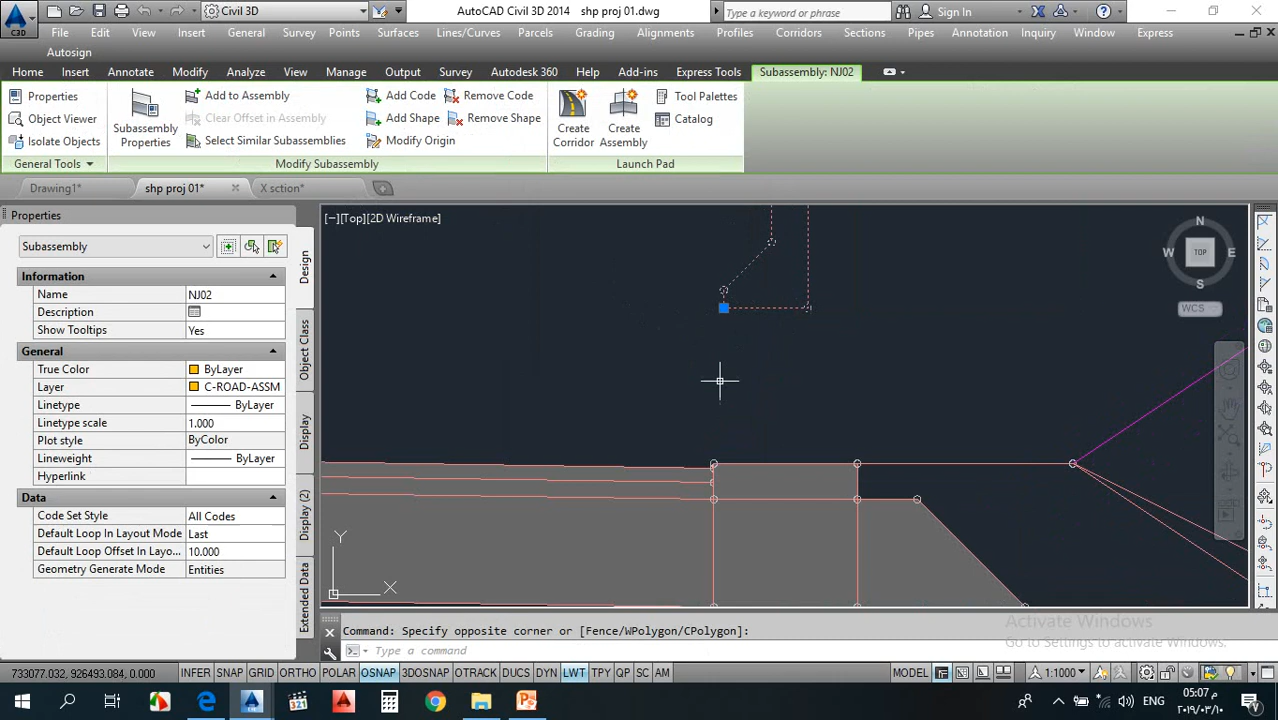 Civil 3D
AutoCAD Civil 3D 2014 shp proj 01.dwg
Type a keyword or phrase
Sign In
C3D
File Edit View Insert General Survey Points Surfaces Lines/Curves Parcels Grading Alignments Profiles Corridors Sections Pipes Annotation Inquiry Window Express
Autosign
Home Insert Annotate Modify Analyze View Manage Output Survey Autodesk 360 Help Add-ins Express Tools Subassembly: NJ02
Properties
Object Viewer
Isolate Objects
Subassembly Properties
Add to Assembly
Clear Offset in Assembly
Select Similar Subassemblies
Add Code
Add Shape
Modify Origin
Remove Code
Remove Shape
Create Corridor
Create Assembly
Tool Palettes
Catalog
General Tools
Modify Subassembly
Launch Pad
Drawing1*
shp proj 01*
X sction*
Properties
Subassembly
Information
Name NJ02
Description
Show Tooltips Yes
General
True Color ByLayer
Layer C-ROAD-ASSM
Linetype ByLayer
Linetype scale 1.000
Plot style ByColor
Lineweight ByLayer
Hyperlink
Data
Code Set Style All Codes
Default Loop In Layout Mode Last
Default Loop Offset In Layo... 10.000
Geometry Generate Mode Entities
Design
Object Class
Display
Display (2)
Extended Data
[−][Top][2D Wireframe]
N
W TOP E
S
WCS
Y
X
Activate Windows
Go to Settings to activate Windows.
Command: Specify opposite corner or [Fence/WPolygon/CPolygon]:
Type a command
733077.032, 926493.084, 0.000
INFER SNAP GRID ORTHO POLAR OSNAP 3DOSNAP OTRACK DUCS DYN LWT TPY QP SC AM
MODEL
1:1000
ENG
05:07 م
٢٠١٩/٠٣/١٠